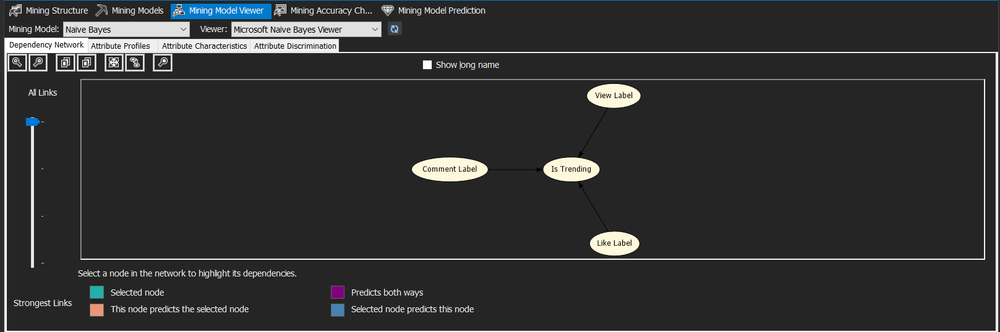 Mining Structure Mining Models Mining Model Viewer Mining Accuracy Ch... Mining Model Prediction
Mining Model: Naive Bayes Viewer: Microsoft Naive Bayes Viewer
Dependency Network Attribute Profiles Attribute Characteristics Attribute Discrimination
Show long name
All Links
View Label
Comment Label Is Trending
Like Label
Select a node in the network to highlight its dependencies.
Selected node Predicts both ways
Strongest Links
This node predicts the selected node Selected node predicts this node